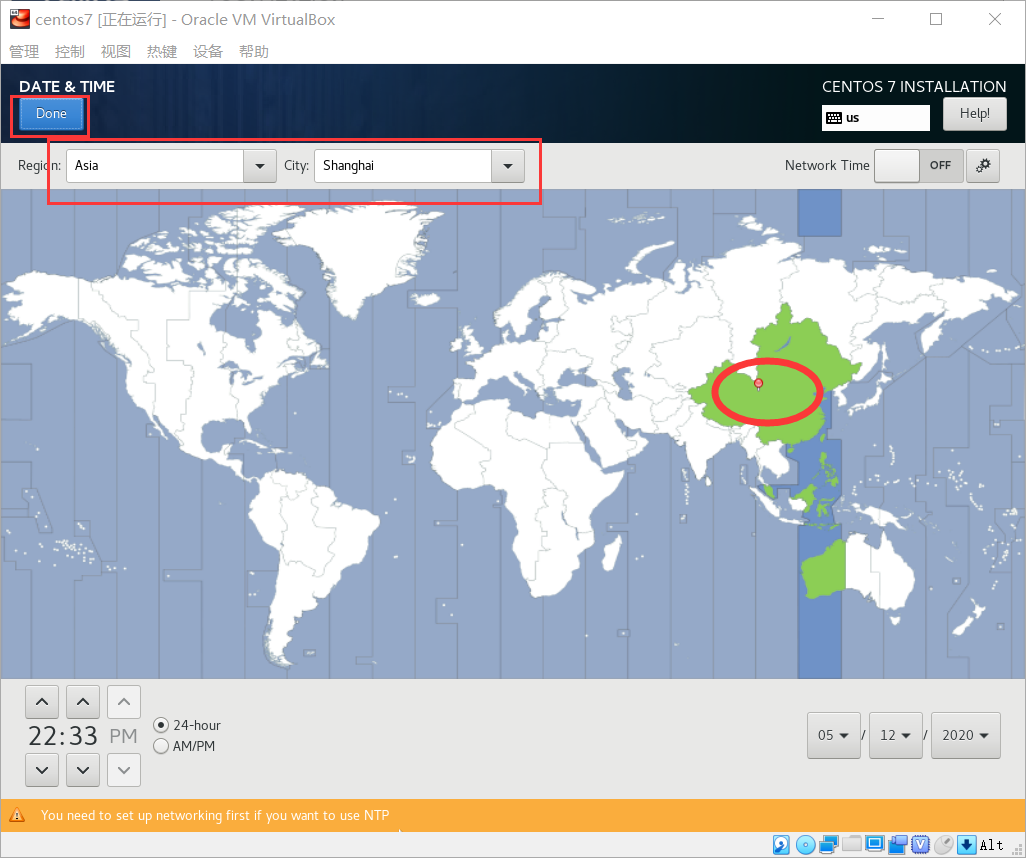 centos7 [正在运行] - Oracle VM VirtualBox
管理 控制 视图 热键 设备 帮助
DATE & TIME
CENTOS 7 INSTALLATION
Done
us
Help!
Region: Asia City: Shanghai Network Time OFF
22:33 PM
24-hour
AM/PM
05 / 12 / 2020
You need to set up networking first if you want to use NTP
V
Alt